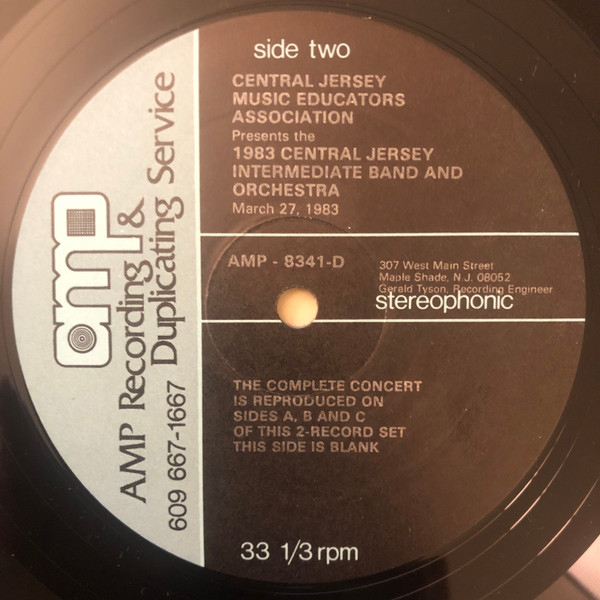 side two
CENTRAL JERSEY
MUSIC EDUCATORS
ASSOCIATION
Presents the
1983 CENTRAL JERSEY
INTERMEDIATE BAND AND
ORCHESTRA
March 27, 1983
AMP - 8341-D
307 West Main Street
Maple Shade, N.J. 08052
Gerald Tyson, Recording Engineer
stereophonic
THE COMPLETE CONCERT
IS REPRODUCED ON
SIDES A, B AND C
OF THIS 2-RECORD SET
THIS SIDE IS BLANK
33 1/3 rpm
amp
AMP Recording &
Duplicating Service
609 667-1667